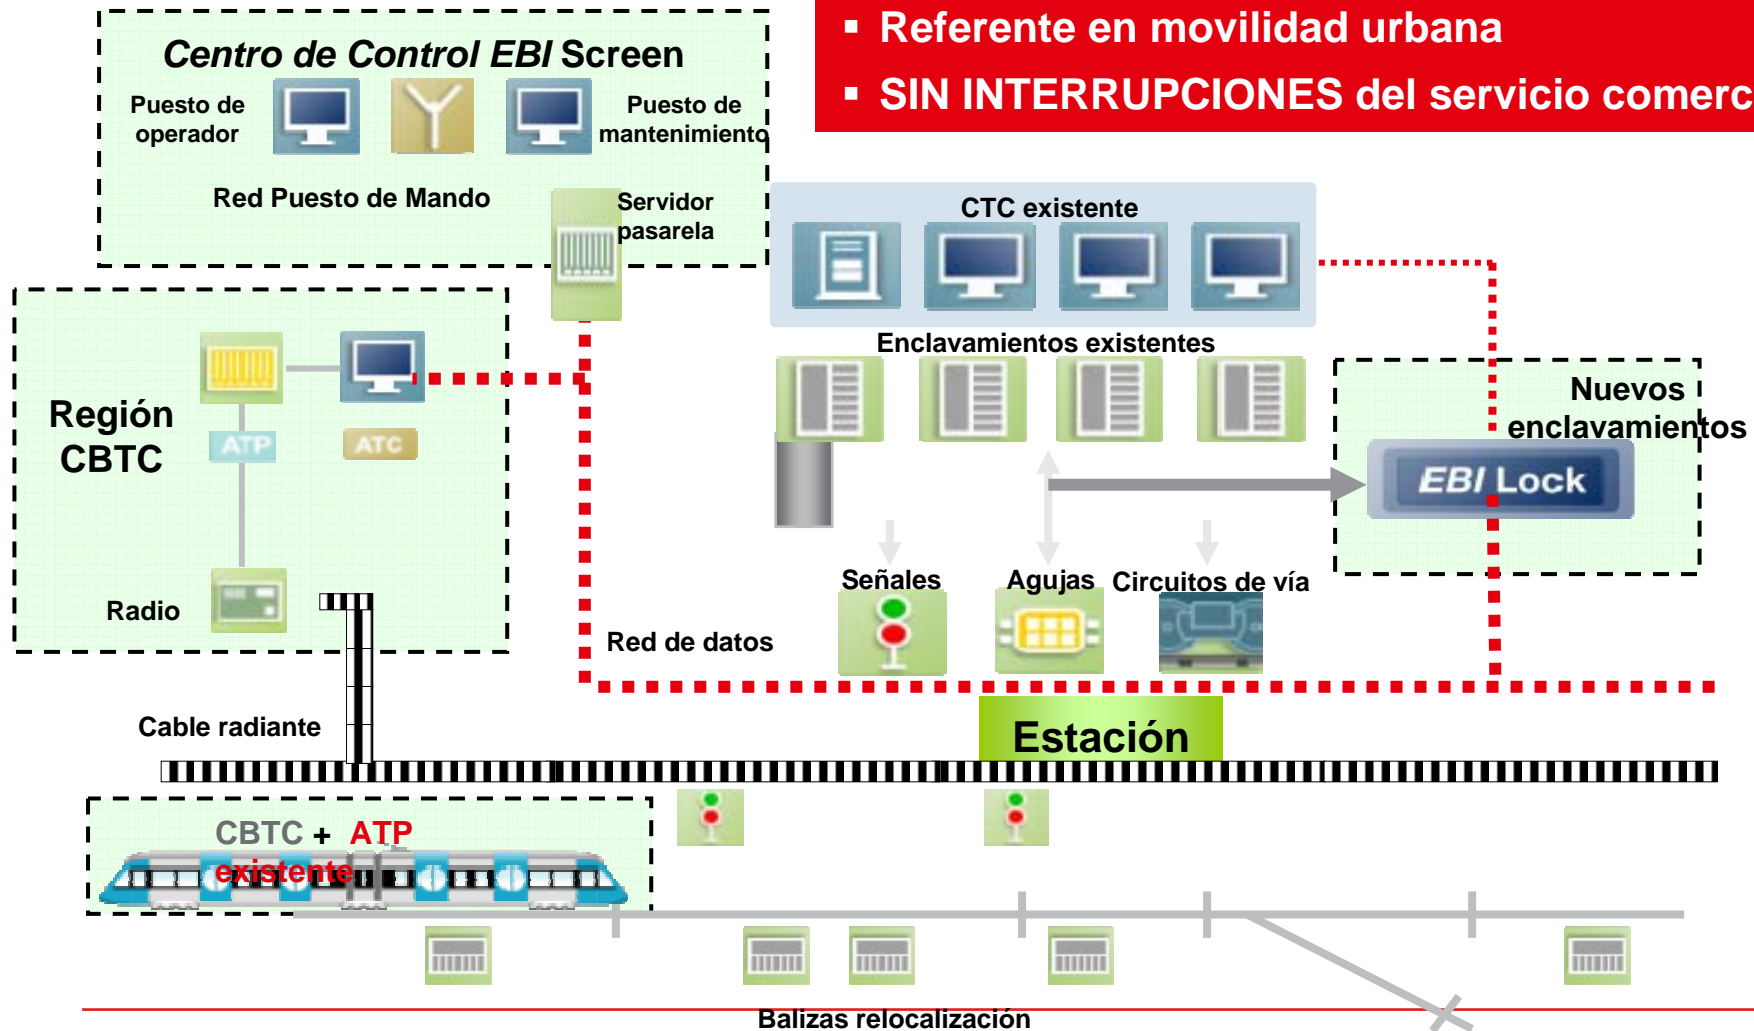 ▪ Referente en movilidad urbana
▪ SIN INTERRUPCIONES del servicio comerc
Centro de Control EBI Screen
Puesto de
operador
Puesto de
mantenimiento
Red Puesto de Mando
Servidor
pasarela
CTC existente
Enclavamientos existentes
Región
CBTC
ATP
ATC
Radio
Nuevos
enclavamientos
EBI Lock
Señales
Agujas
Circuitos de vía
Red de datos
Cable radiante
Estación
CBTC + ATP
existente
Balizas relocalización